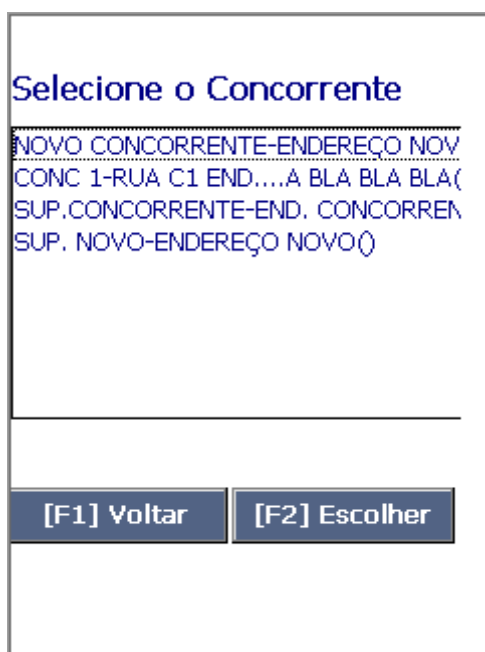 Selecione o Concorrente
NOVO CONCORRENTE-ENDEREÇO NOV
CONC 1-RUA C1 END....A BLA BLA BLA(
SUP.CONCORRENTE-END. CONCORREN
SUP. NOVO-ENDEREÇO NOVO()
[F1] Voltar [F2] Escolher